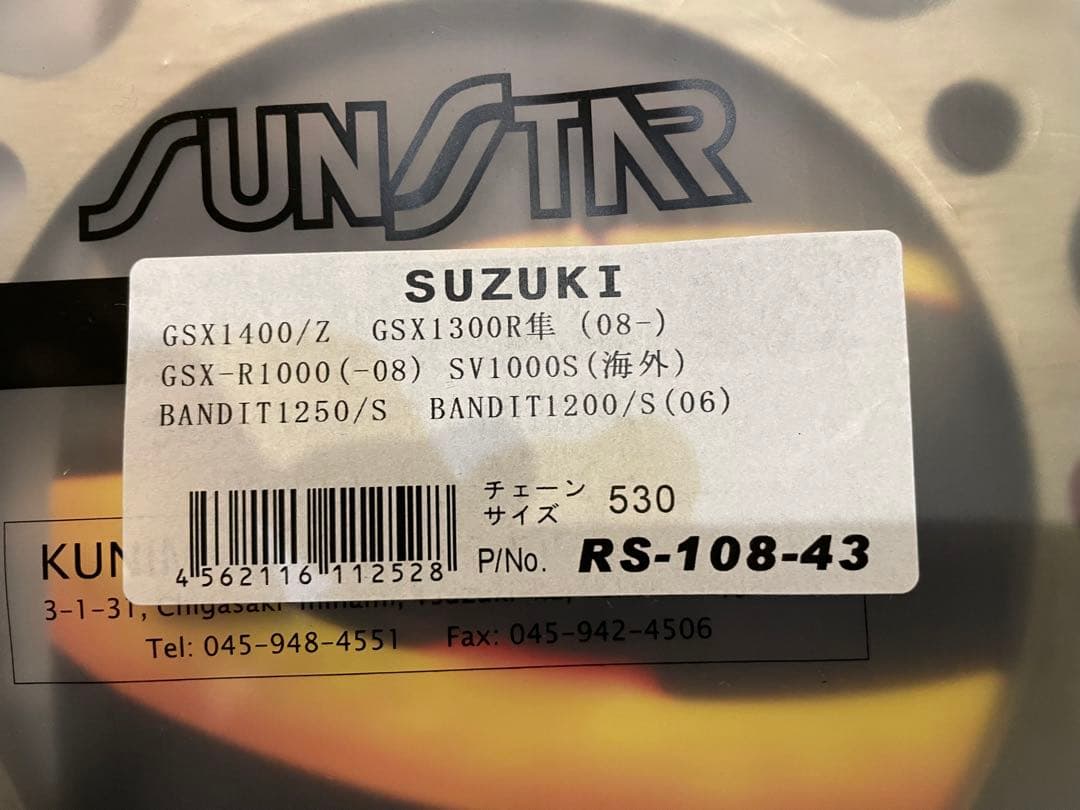 SUNSTAR
SUZUKI
GSX1400/Z GSX1300R隼 (08-)
GSX-R1000(-08) SV1000S(海外)
BANDIT1250/S BANDIT1200/S(06)
チェーン
サイズ 530
4562116112528
P/No. RS-108-43
3-1-31, Chigasaki
Tel: 045-948-4551 Fax: 045-942-4506